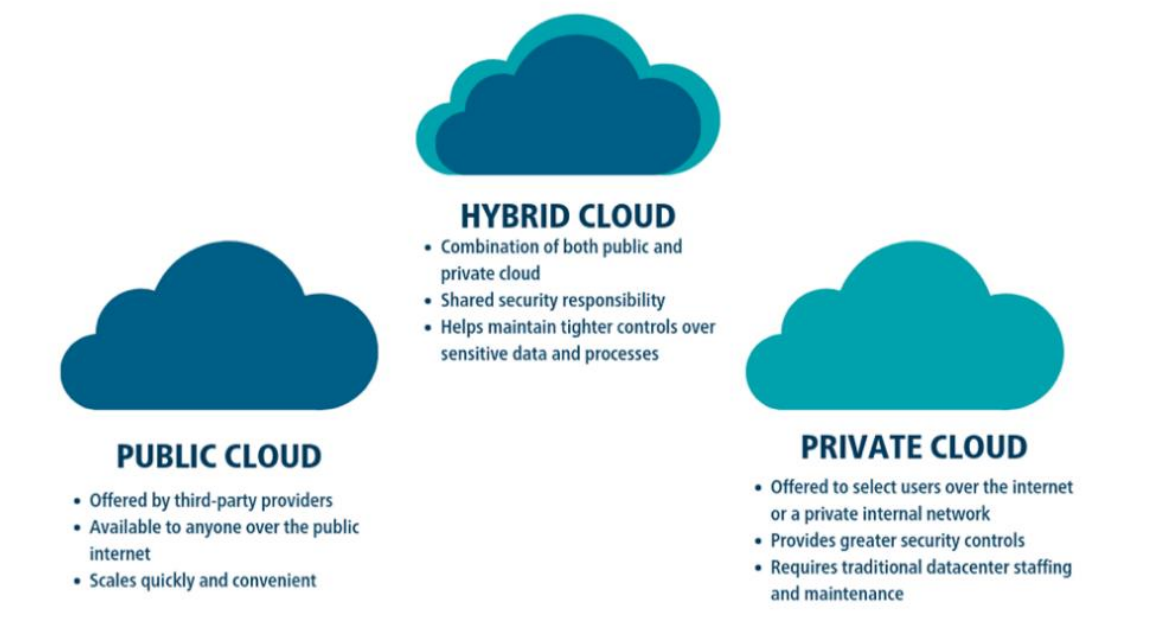 HYBRID CLOUD
• Combination of both public and
private cloud
• Shared security responsibility
• Helps maintain tighter controls over
sensitive data and processes
PUBLIC CLOUD
• Offered by third-party providers
• Available to anyone over the public
internet
• Scales quickly and convenient
PRIVATE CLOUD
• Offered to select users over the internet
or a private internal network
• Provides greater security controls
• Requires traditional datacenter staffing
and maintenance